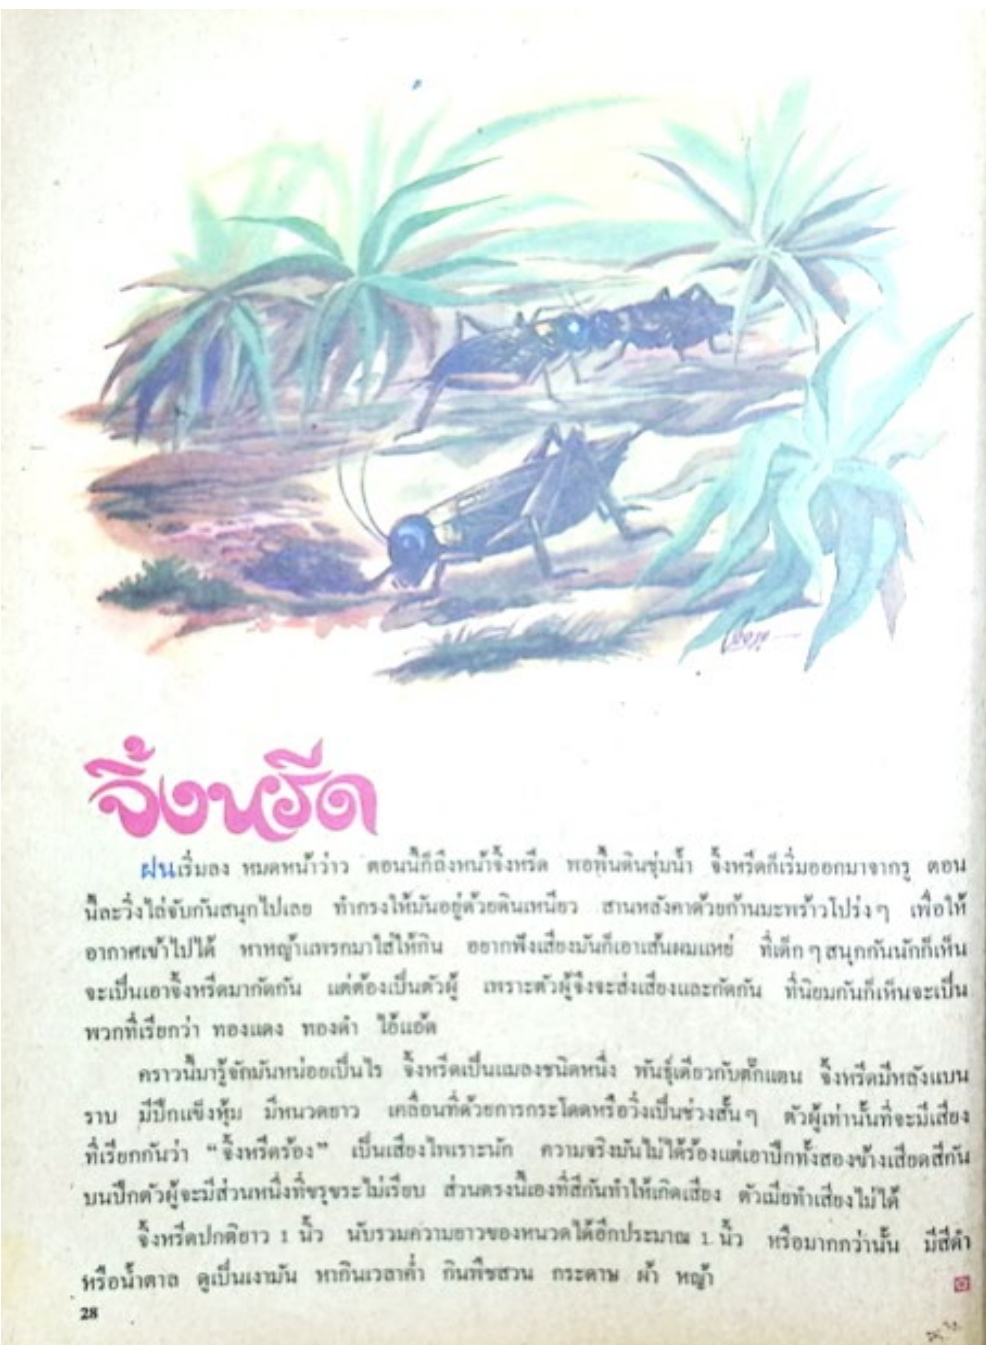 จิ้งหรีด
ฝนเริ่มลง หมดหน้าว่าว ตอนนี้ก็ถึงหน้าจิ้งหรีด พอพื้นดินชุ่มน้ำ จิ้งหรีดก็เริ่มออกมาจากรู ตอน
นี้ละวิ่งไล่จับกันสนุกไปเลย ทำกรงให้มันอยู่ด้วยดินเหนียว สานหลังคาด้วยก้านมะพร้าวโปร่งๆ เพื่อให้
อากาศเข้าไปได้ หาหญ้าแพรกมาใส่ให้กิน อยากฟังเสียงมันก็เอาเส้นผมแหย่ ที่เด็กๆสนุกกันนักก็เห็น
จะเป็นเอาจิ้งหรีดมากัดกัน แต่ต้องเป็นตัวผู้ เพราะตัวผู้จึงจะส่งเสียงและกัดกัน ที่นิยมกันก็เห็นจะเป็น
พวกที่เรียกว่า ทองแดง ทองดำ ไอ้แอ้ด
คราวนี้มารู้จักมันหน่อยเป็นไร จิ้งหรีดเป็นแมลงชนิดหนึ่ง พันธุ์เดียวกับตั๊กแตน จิ้งหรีดมีหลังแบน
ราบ มีปีกแข็งหุ้ม มีหนวดยาว เคลื่อนที่ด้วยการกระโดดหรือวิ่งเป็นช่วงสั้นๆ ตัวผู้เท่านั้นที่จะมีเสียง
ที่เรียกกันว่า “จิ้งหรีดร้อง” เป็นเสียงไพเราะนัก ความจริงมันไม่ได้ร้องแต่เอาปีกทั้งสองข้างเสียดสีกัน
บนปีกตัวผู้จะมีส่วนหนึ่งที่ขรุขระไม่เรียบ ส่วนตรงนี้เองที่สีกันทำให้เกิดเสียง ตัวเมียทำเสียงไม่ได้
จิ้งหรีดปกติยาว 1 นิ้ว นับรวมความยาวของหนวดได้อีกประมาณ 1 นิ้ว หรือมากกว่านั้น มีสีดำ
หรือน้ำตาล ดูเป็นเงามัน หากินเวลาค่ำ กินพืชสวน กระดาษ ผ้า หญ้า
28